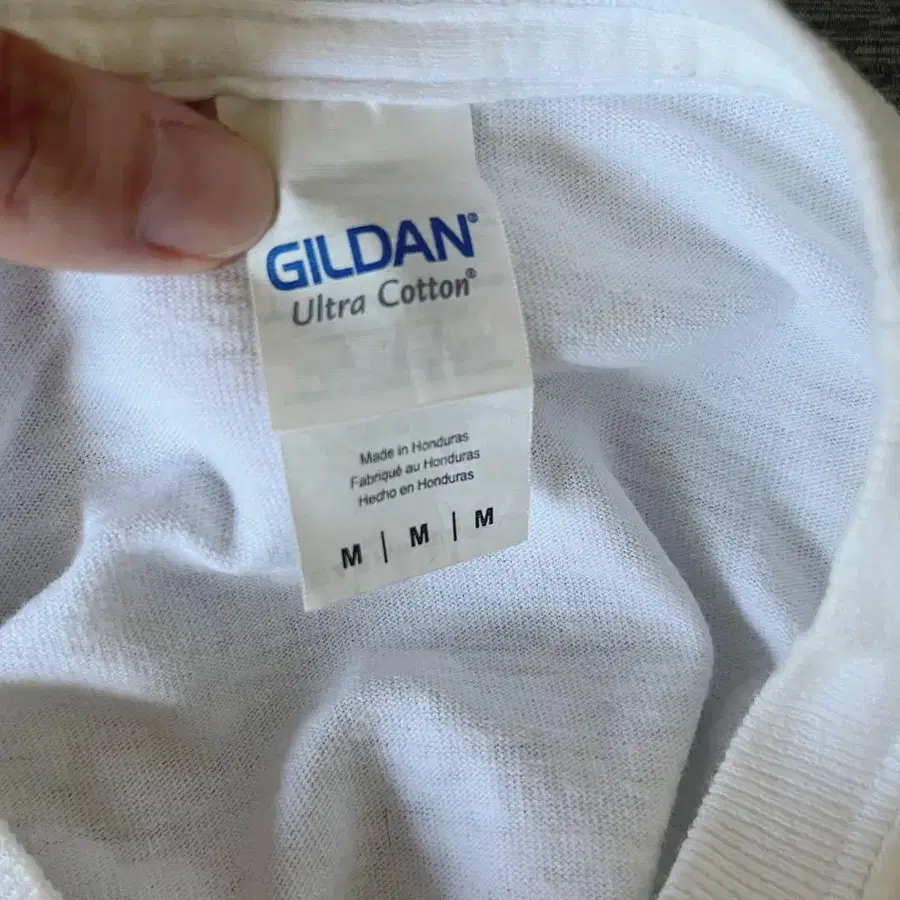 GILDAN®
Ultra Cotton®
Made in Honduras
Fabriqué au Honduras
Hecho en Honduras
M | M | M